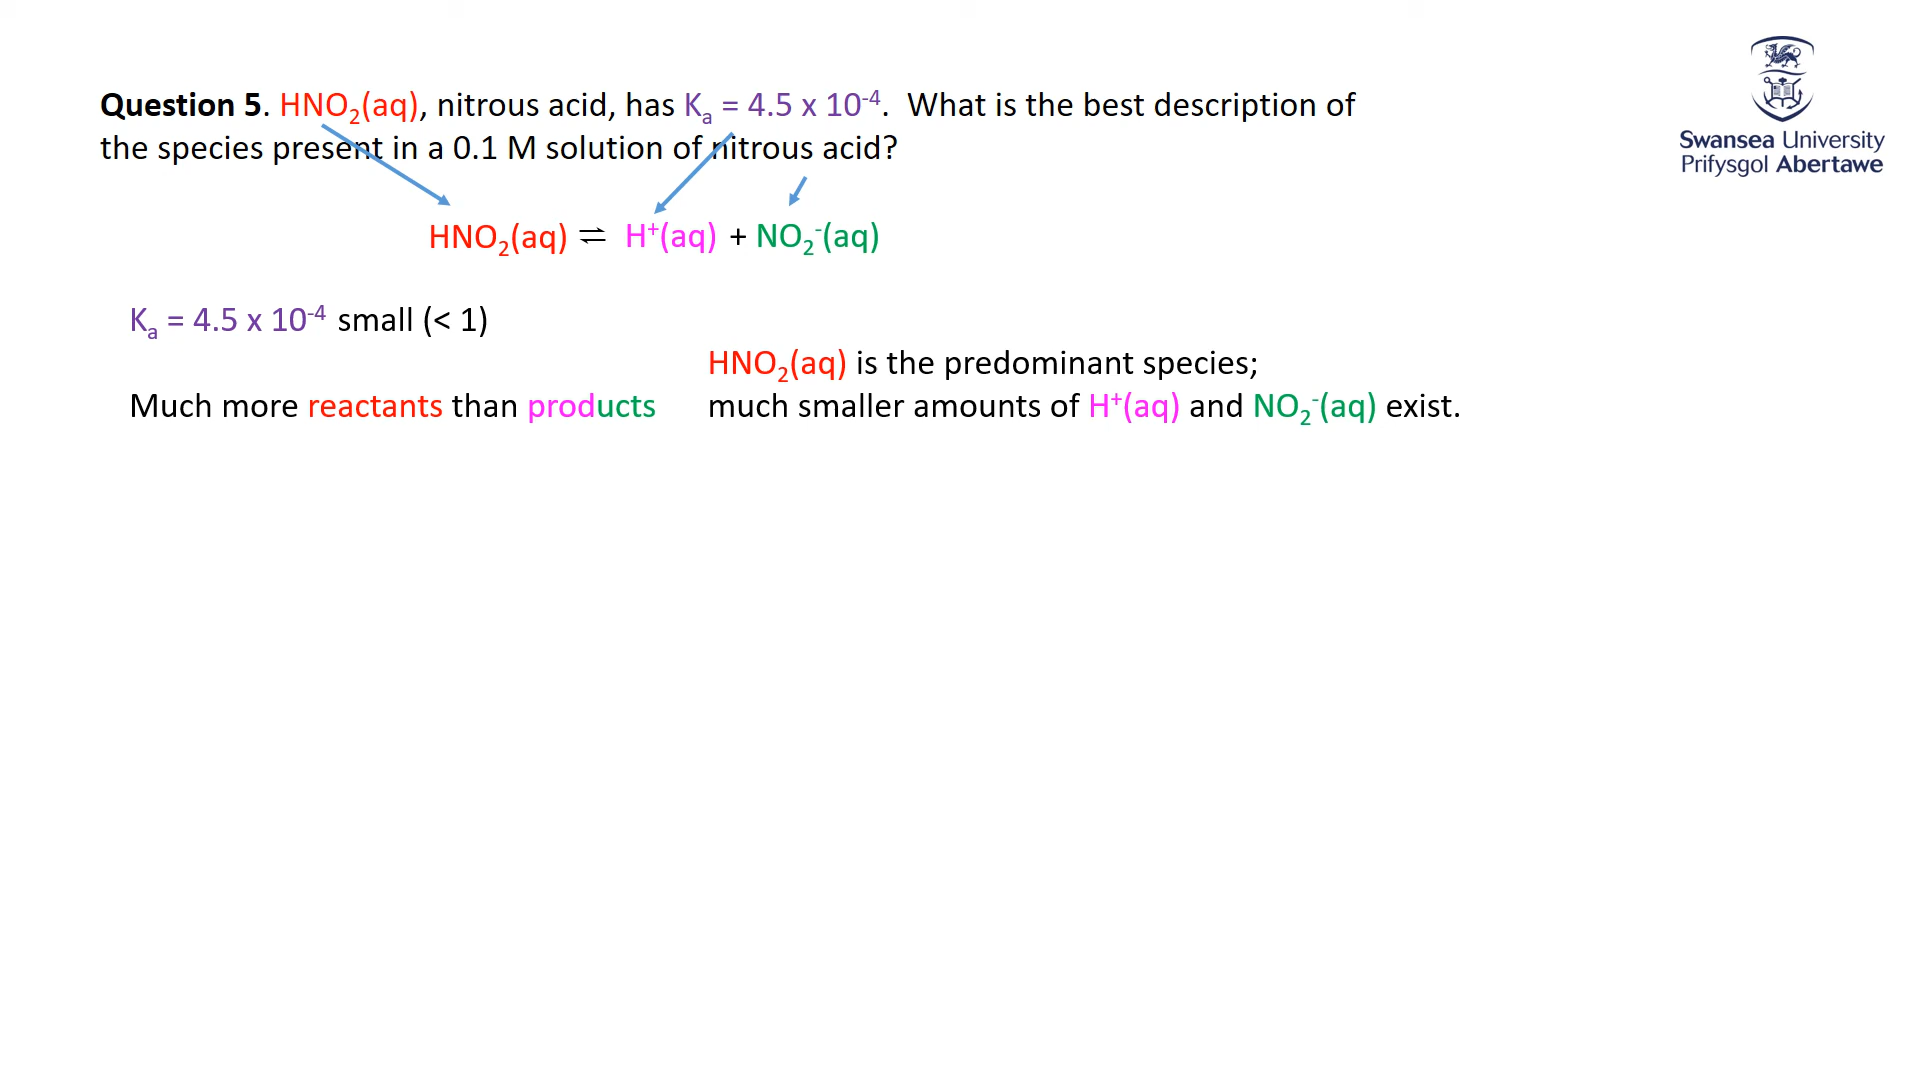 Question 5. HNO₂(aq), nitrous acid, has Kₐ = 4.5 x 10⁻⁴. What is the best description of
the species present in a 0.1 M solution of nitrous acid?
Swansea University
Prifysgol Abertawe
HNO₂(aq) ⇌ H⁺(aq) + NO₂⁻(aq)
Kₐ = 4.5 x 10⁻⁴ small (< 1)
Much more reactants than products
HNO₂(aq) is the predominant species;
much smaller amounts of H⁺(aq) and NO₂⁻(aq) exist.